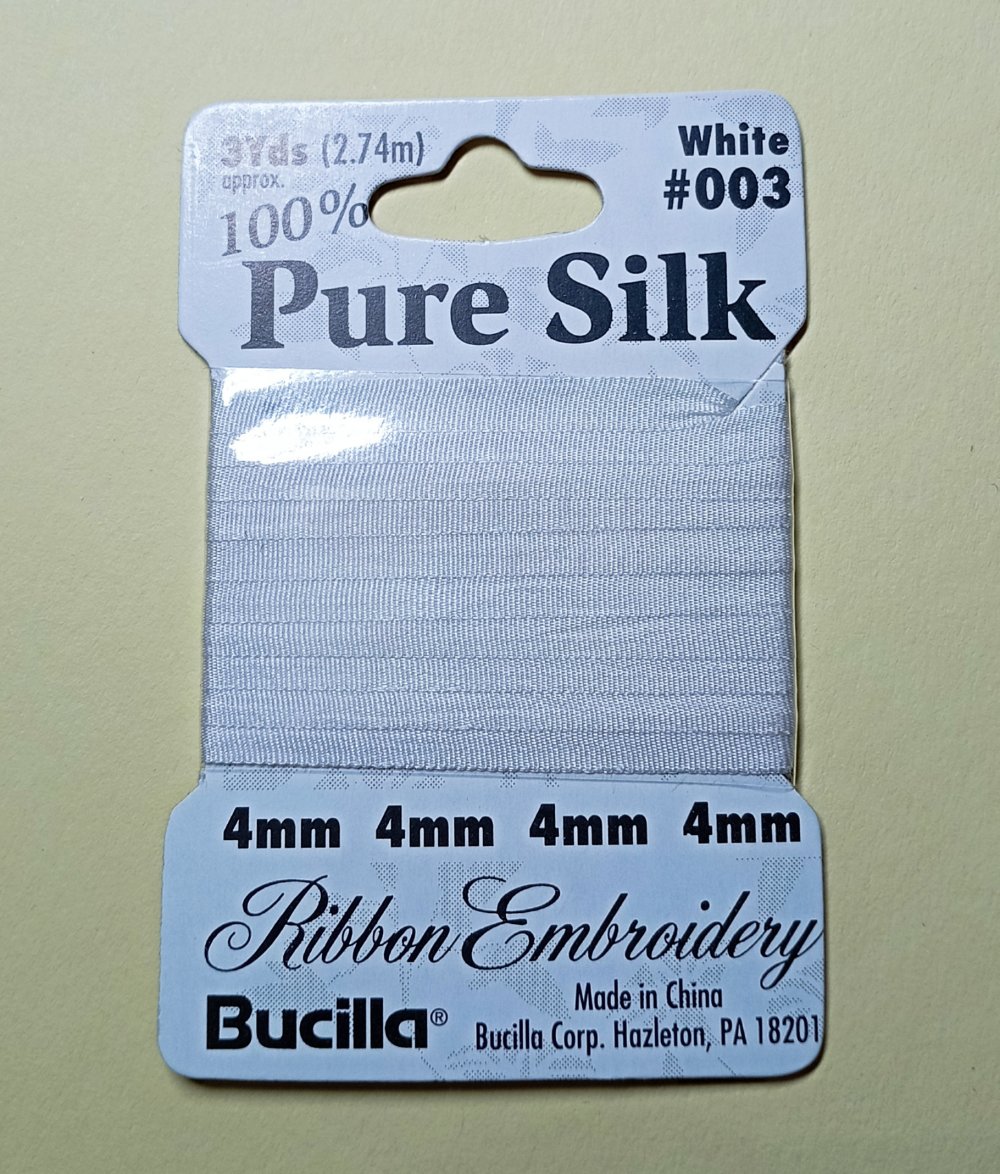 3Yds (2.74m)
approx.
100%
White
#003
Pure Silk
4mm 4mm 4mm 4mm
Ribbon Embroidery
Bucilla®
Made in China
Bucilla Corp. Hazleton, PA 18201